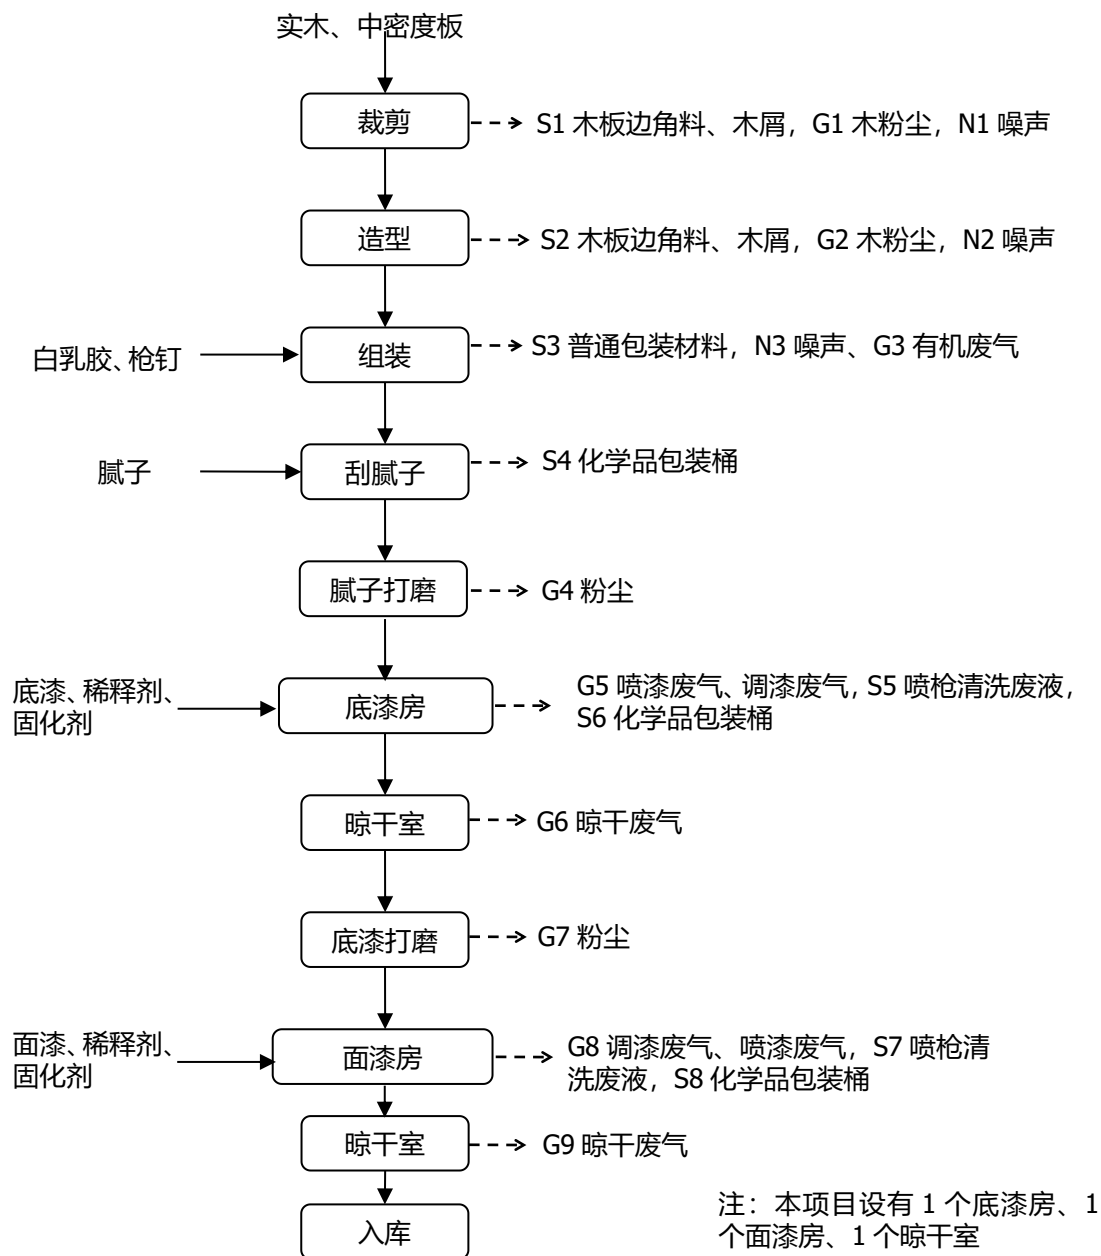 实木、中密度板
裁剪
S1 木板边角料、木屑，G1 木粉尘，N1 噪声
造型
S2 木板边角料、木屑，G2 木粉尘，N2 噪声
白乳胶、枪钉
组装
S3 普通包装材料，N3 噪声、G3 有机废气
腻子
刮腻子
S4 化学品包装桶
腻子打磨
G4 粉尘
底漆、稀释剂、
固化剂
底漆房
G5 喷漆废气、调漆废气，S5 喷枪清洗废液，
S6 化学品包装桶
晾干室
G6 晾干废气
底漆打磨
G7 粉尘
面漆、稀释剂、
固化剂
面漆房
G8 调漆废气、喷漆废气，S7 喷枪清
洗废液，S8 化学品包装桶
晾干室
G9 晾干废气
入库
注：本项目设有 1 个底漆房、1
个面漆房、1 个晾干室